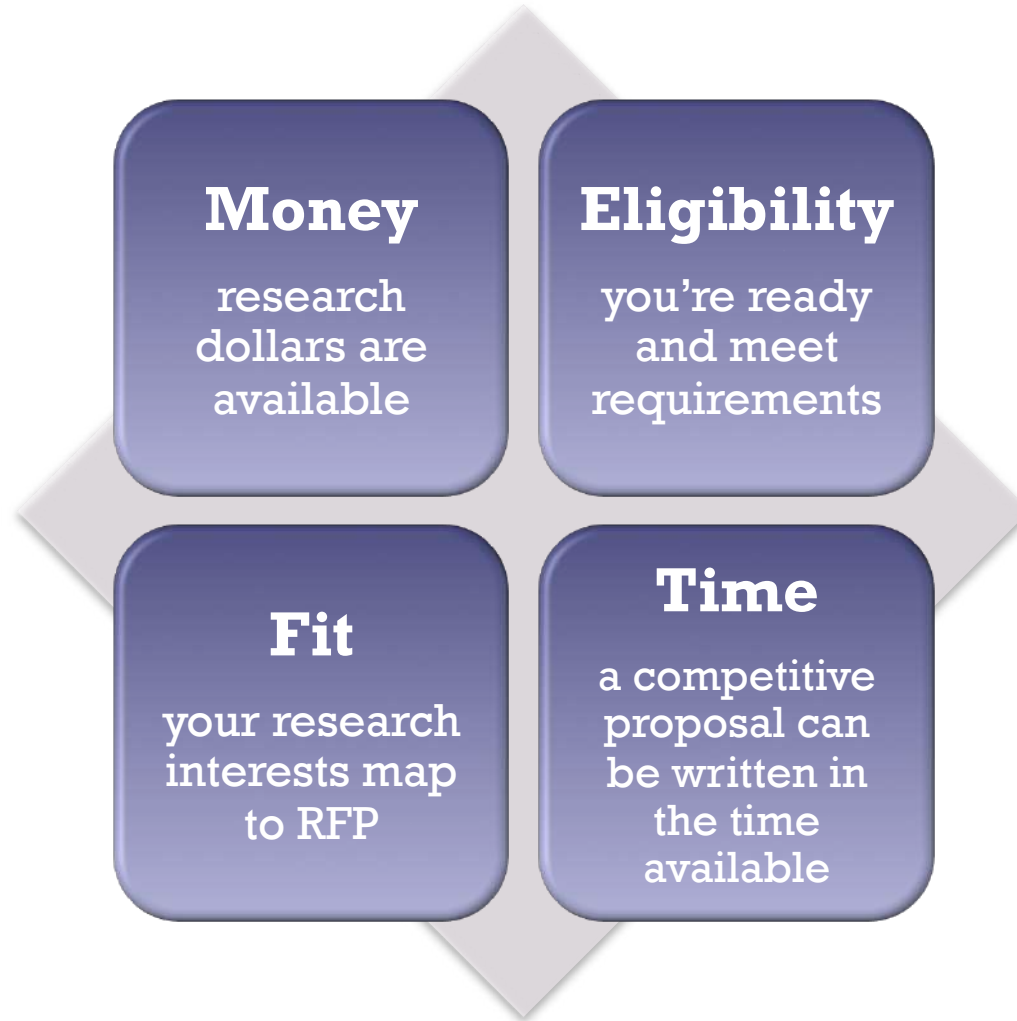 Money
research
dollars are
available
Eligibility
you’re ready
and meet
requirements
Fit
your research
interests map
to RFP
Time
a competitive
proposal can
be written in
the time
available